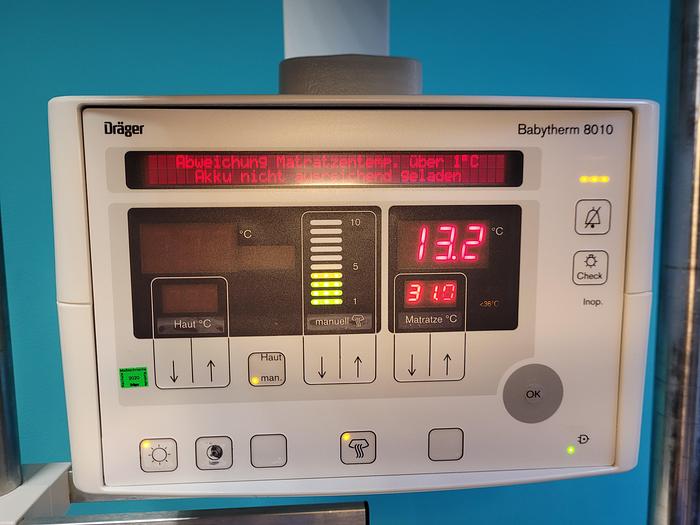 Dräger
Babytherm 8010
Abweichung Matratzentemp. über 1°C
Akku nicht ausreichend geladen
°C
10
5
1
13.2 °C
31.0
<36°C
Haut °C
manuell
Matratze °C
Check
Inop.
Haut
man.
OK
2020